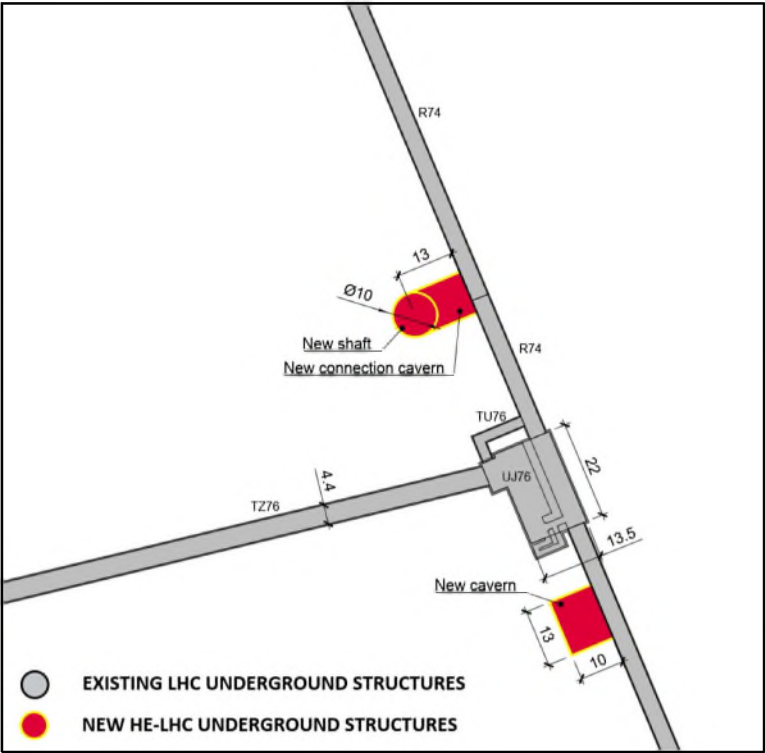 R74
13
Ø10
New shaft
New connection cavern
R74
TU76
22
UJ76
4.4
TZ76
13.5
New cavern
13
10
EXISTING LHC UNDERGROUND STRUCTURES
NEW HE-LHC UNDERGROUND STRUCTURES